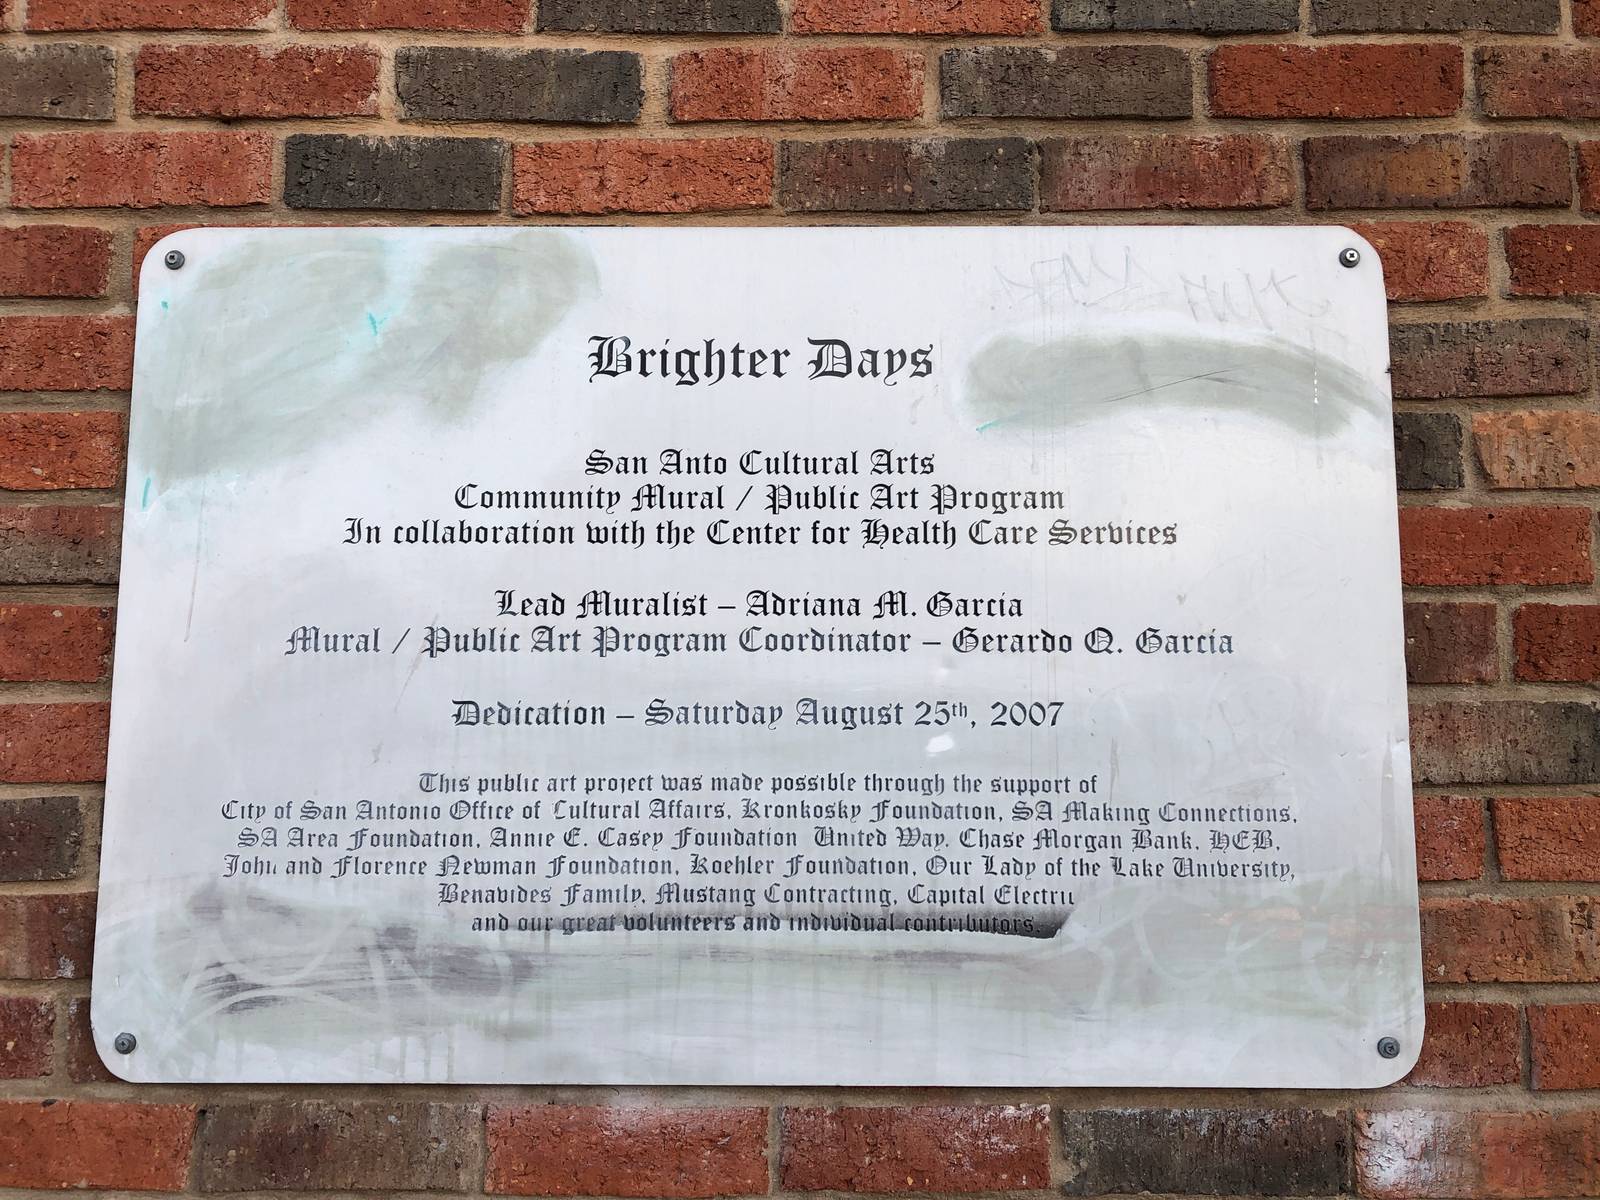 Brighter Days
San Anto Cultural Arts
Community Mural / Public Art Program
In collaboration with the Center for Health Care Services
Lead Muralist – Adriana M. Garcia
Mural / Public Art Program Coordinator – Gerardo Q. Garcia
Dedication – Saturday August 25th, 2007
This public art project was made possible through the support of
City of San Antonio Office of Cultural Affairs, Kronkosky Foundation, SA Making Connections,
SA Area Foundation, Annie E. Casey Foundation United Way, Chase Morgan Bank, HEB,
John and Florence Newman Foundation, Koehler Foundation, Our Lady of the Lake University,
Benavides Family, Mustang Contracting, Capital Electric
and our great volunteers and individual contributors.